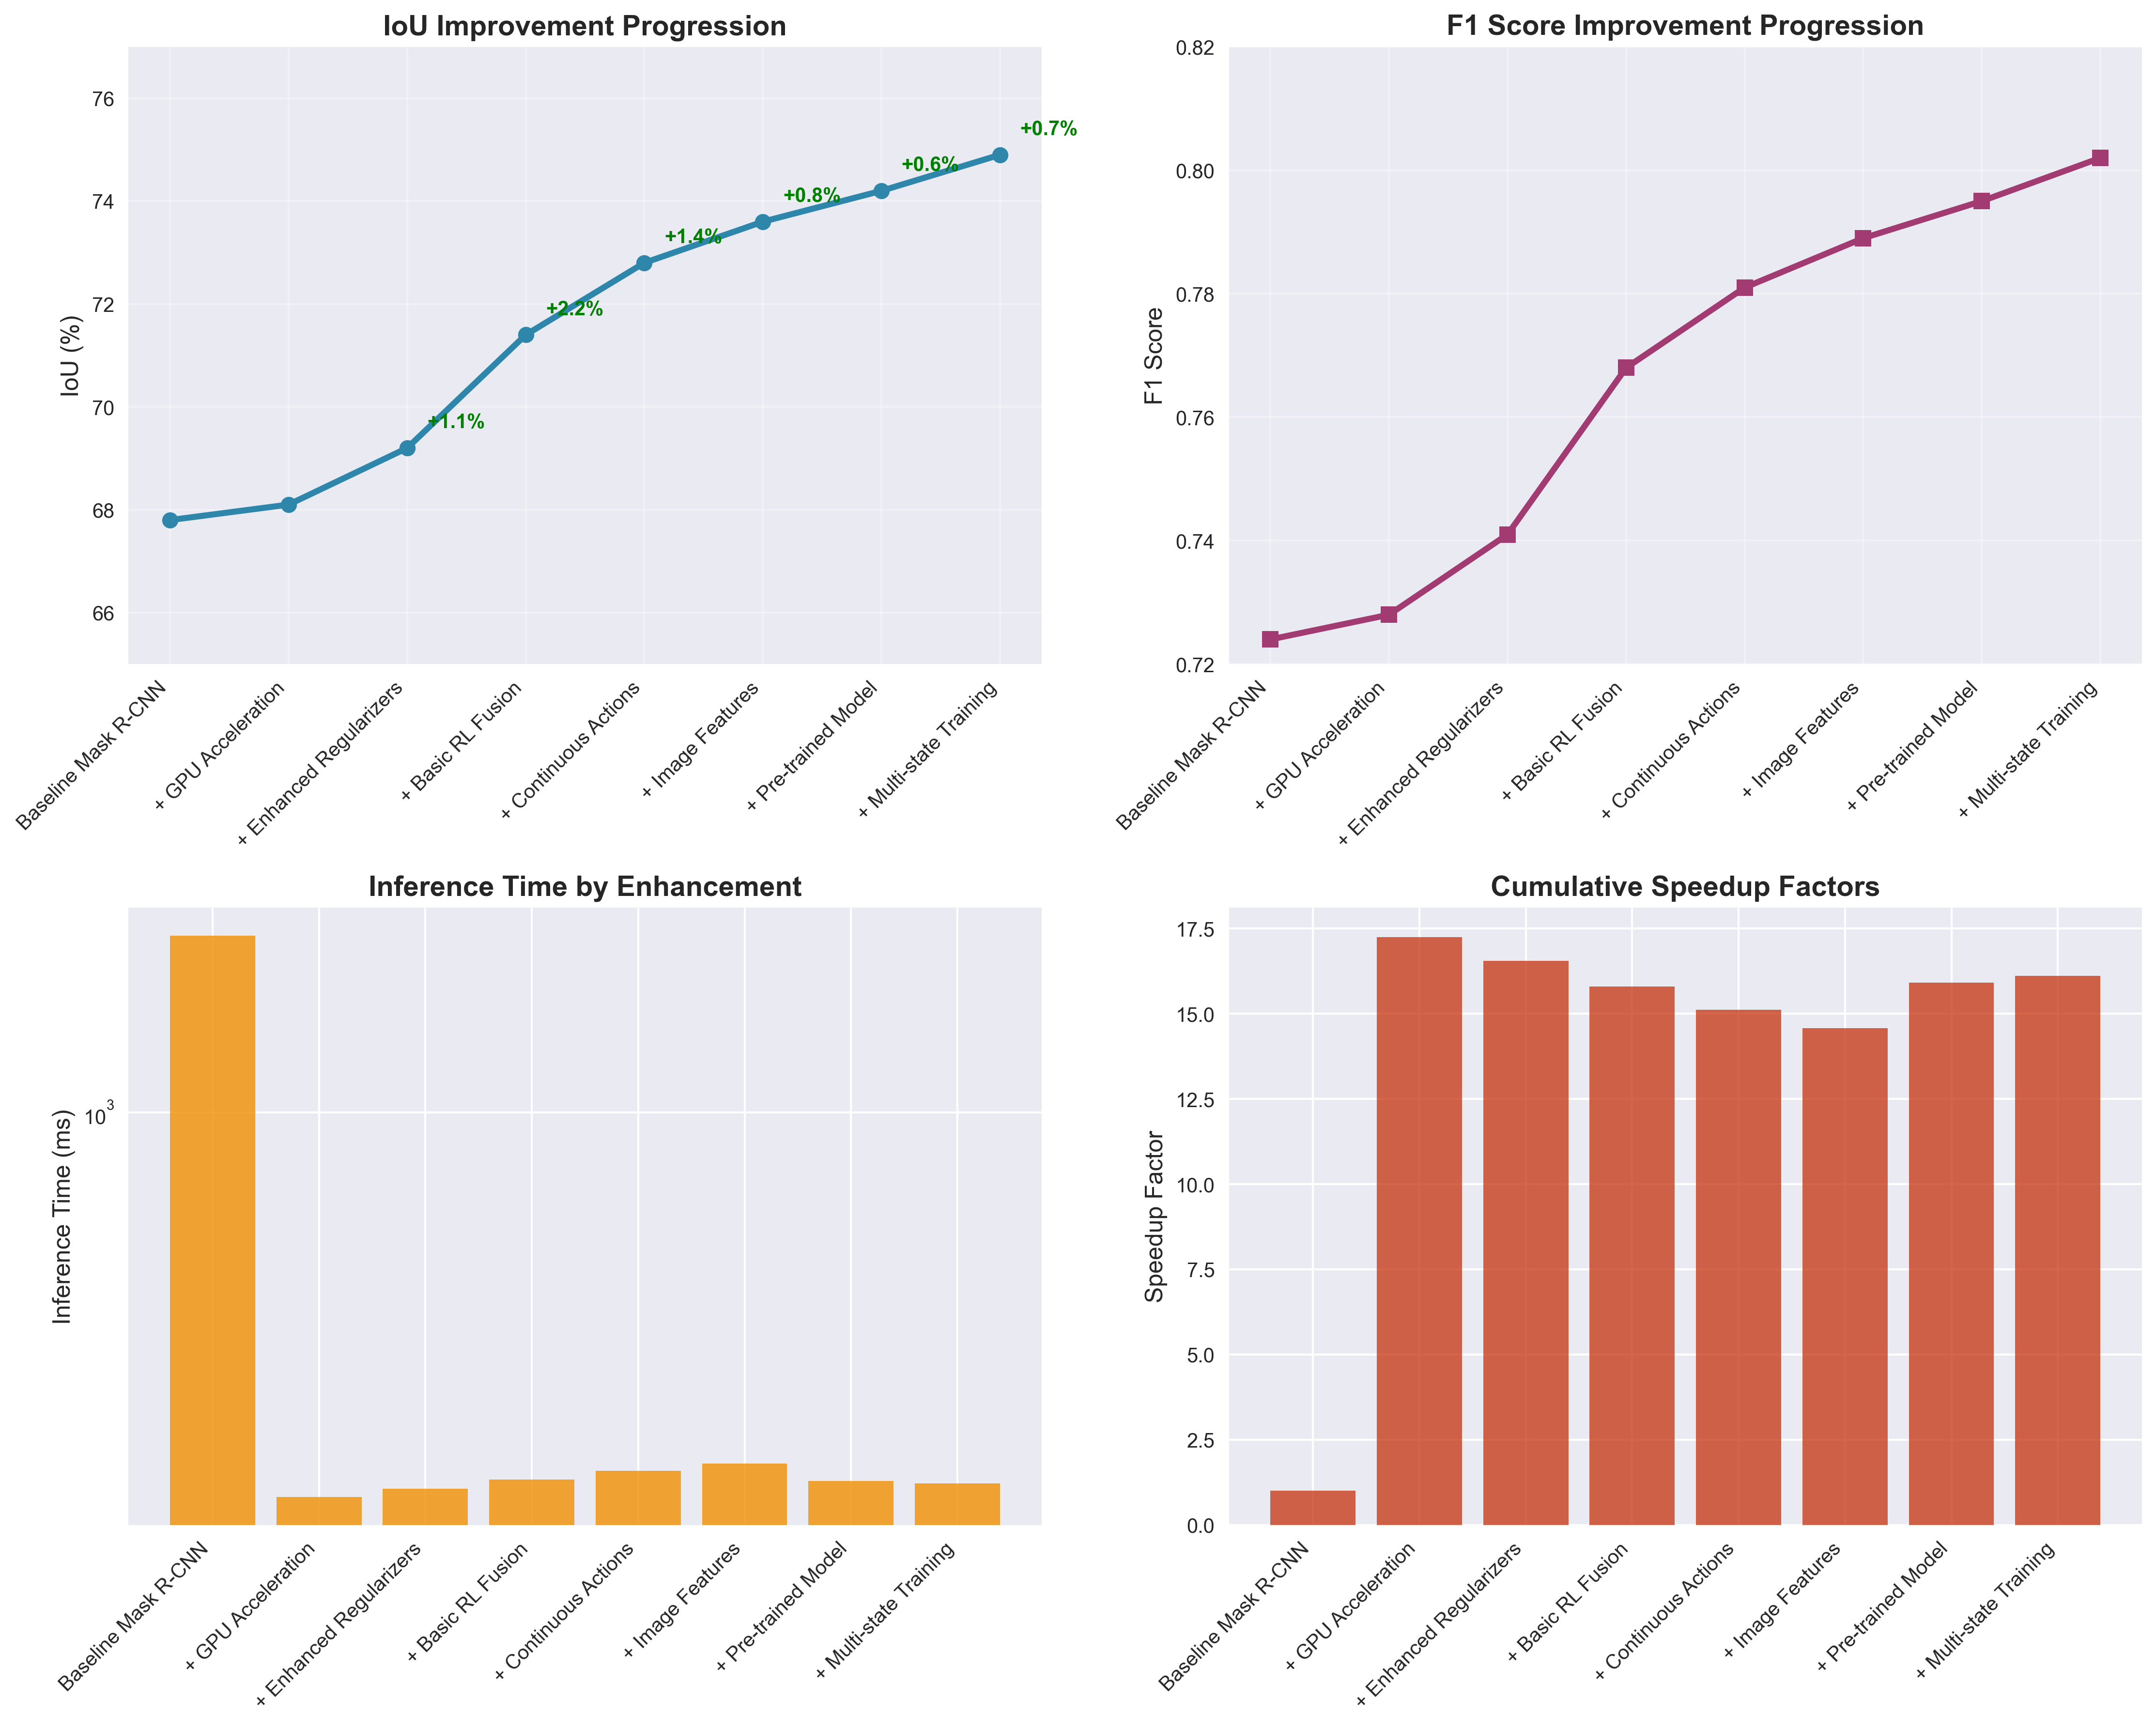 IoU Improvement Progression
IoU (%)
76
74
72
70
68
66
+1.1%
+2.2%
+1.4%
+0.8%
+0.6%
+0.7%
Baseline Mask R-CNN
+ GPU Acceleration
+ Enhanced Regularizers
+ Basic RL Fusion
+ Continuous Actions
+ Image Features
+ Pre-trained Model
+ Multi-state Training
F1 Score Improvement Progression
F1 Score
0.82
0.80
0.78
0.76
0.74
0.72
Baseline Mask R-CNN
+ GPU Acceleration
+ Enhanced Regularizers
+ Basic RL Fusion
+ Continuous Actions
+ Image Features
+ Pre-trained Model
+ Multi-state Training
Inference Time by Enhancement
Inference Time (ms)
10³
Baseline Mask R-CNN
+ GPU Acceleration
+ Enhanced Regularizers
+ Basic RL Fusion
+ Continuous Actions
+ Image Features
+ Pre-trained Model
+ Multi-state Training
Cumulative Speedup Factors
Speedup Factor
17.5
15.0
12.5
10.0
7.5
5.0
2.5
0.0
Baseline Mask R-CNN
+ GPU Acceleration
+ Enhanced Regularizers
+ Basic RL Fusion
+ Continuous Actions
+ Image Features
+ Pre-trained Model
+ Multi-state Training